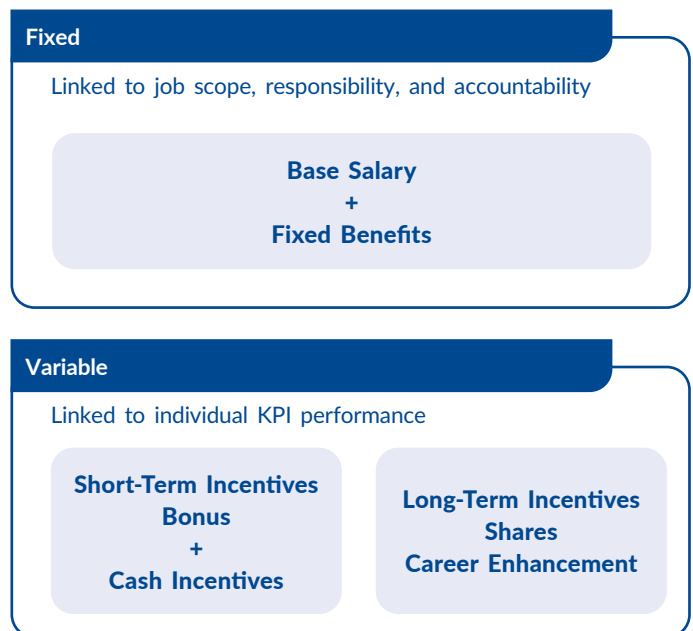 Fixed
Linked to job scope, responsibility, and accountability
Base Salary
+
Fixed Benefits
Variable
Linked to individual KPI performance
Short-Term Incentives
Bonus
+
Cash Incentives
Long-Term Incentives
Shares
Career Enhancement